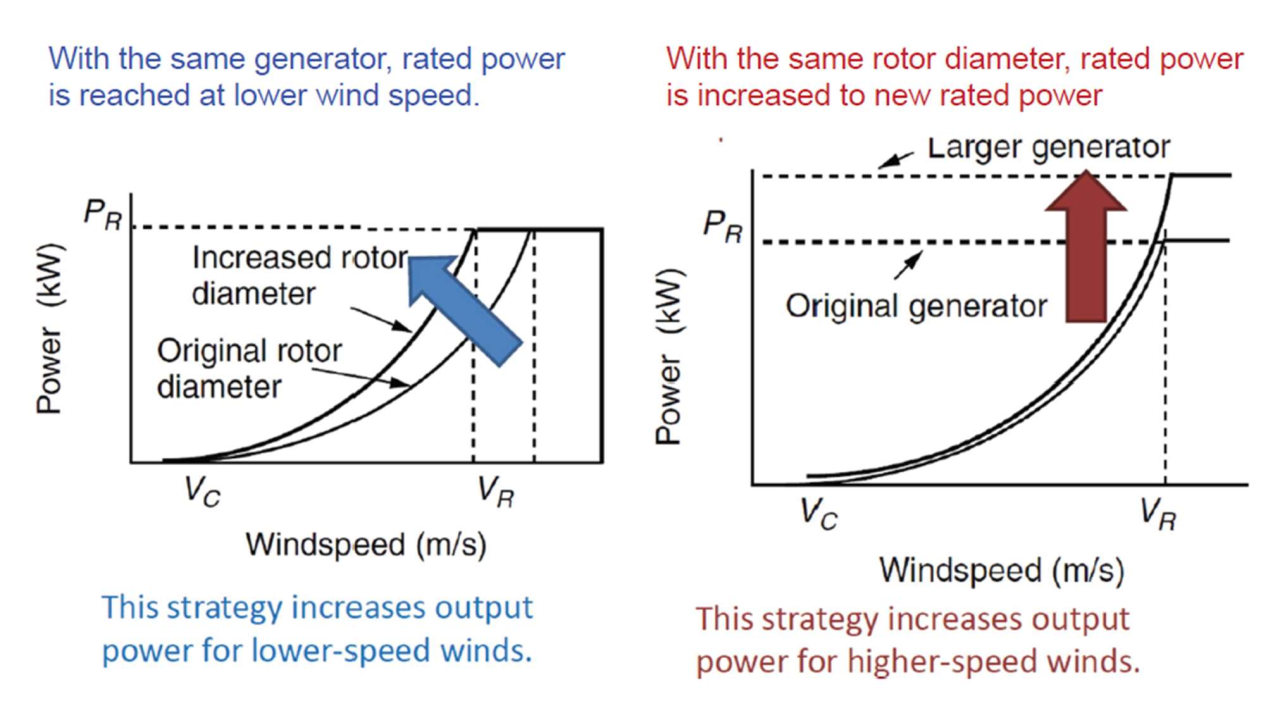 With the same generator, rated power
is reached at lower wind speed.
P_R
Increased rotor
diameter
Original rotor
diameter
Power (kW)
V_C
V_R
Windspeed (m/s)
This strategy increases output
power for lower-speed winds.
With the same rotor diameter, rated power
is increased to new rated power
Larger generator
P_R
Original generator
Power (kW)
V_C
V_R
Windspeed (m/s)
This strategy increases output
power for higher-speed winds.